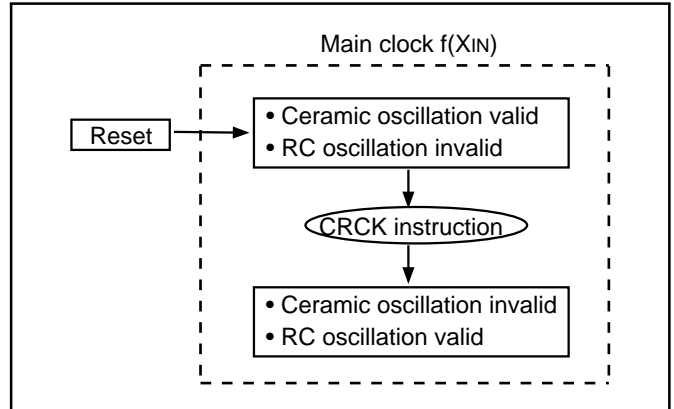 Main clock f(XIN)
Reset
• Ceramic oscillation valid
• RC oscillation invalid
CRCK instruction
• Ceramic oscillation invalid
• RC oscillation valid